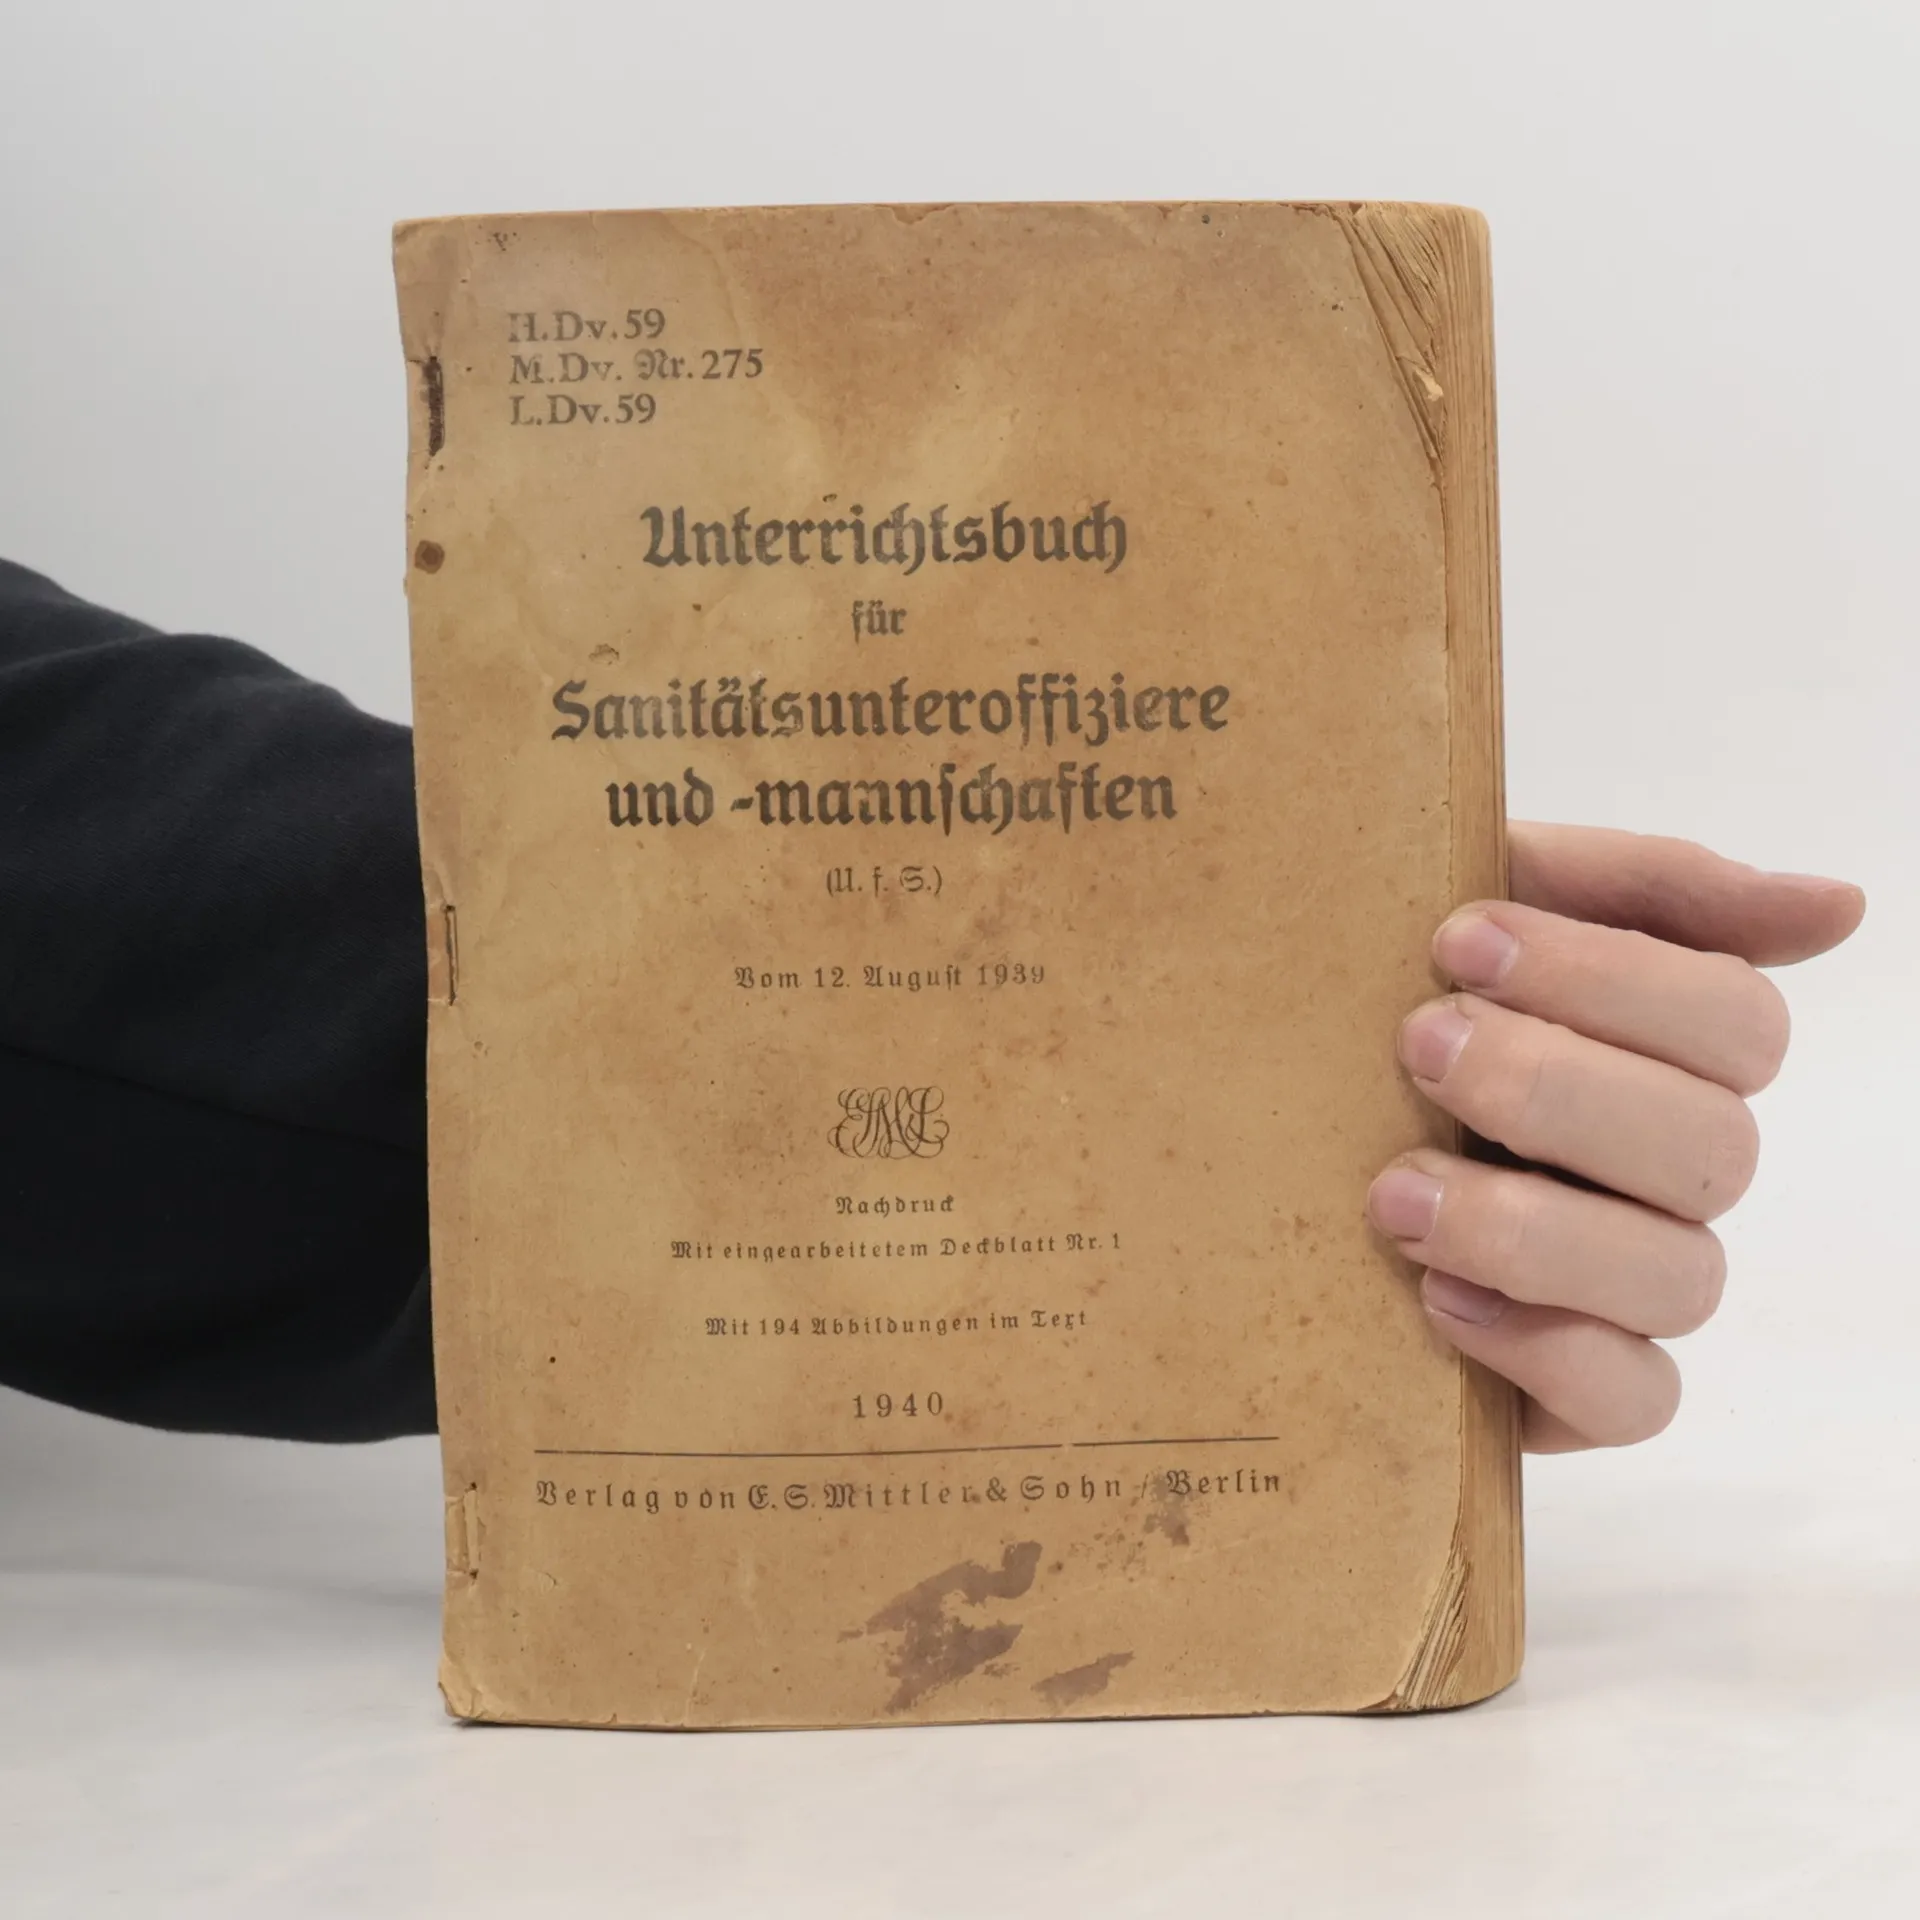 H.Dv.59
M.Dv. Nr. 275
L.Dv.59
Unterrichtsbuch
für
Sanitätsunteroffiziere
und -mannſchaften
(U. f. S.)
Vom 12. Auguſt 1939
EMS
Nachdruck
Mit eingearbeitetem Deckblatt Nr. 1
Mit 194 Abbildungen im Text
1940
Verlag von E. S. Mittler & Sohn / Berlin